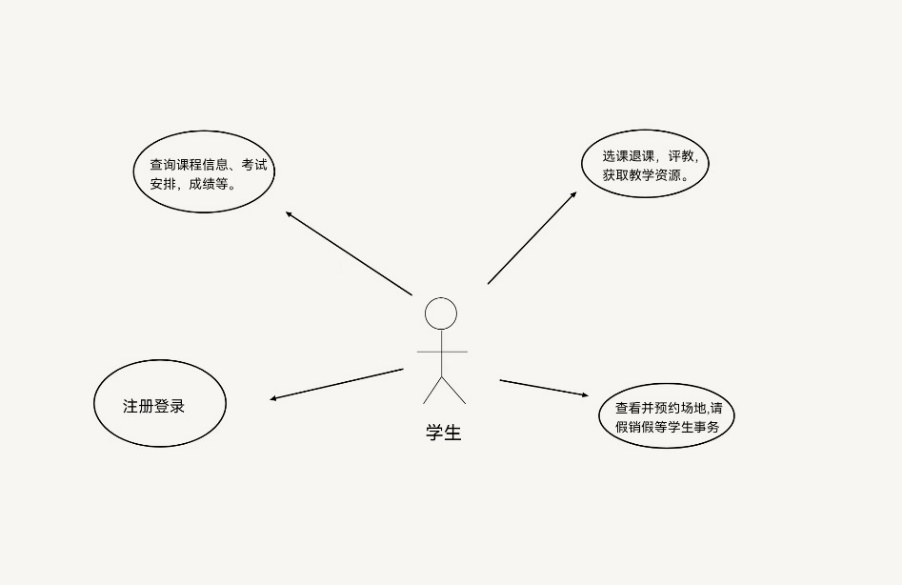 查询课程信息、考试
安排，成绩等。
选课退课，评教，
获取教学资源。
注册登录
学生
查看并预约场地,请
假销假等学生事务